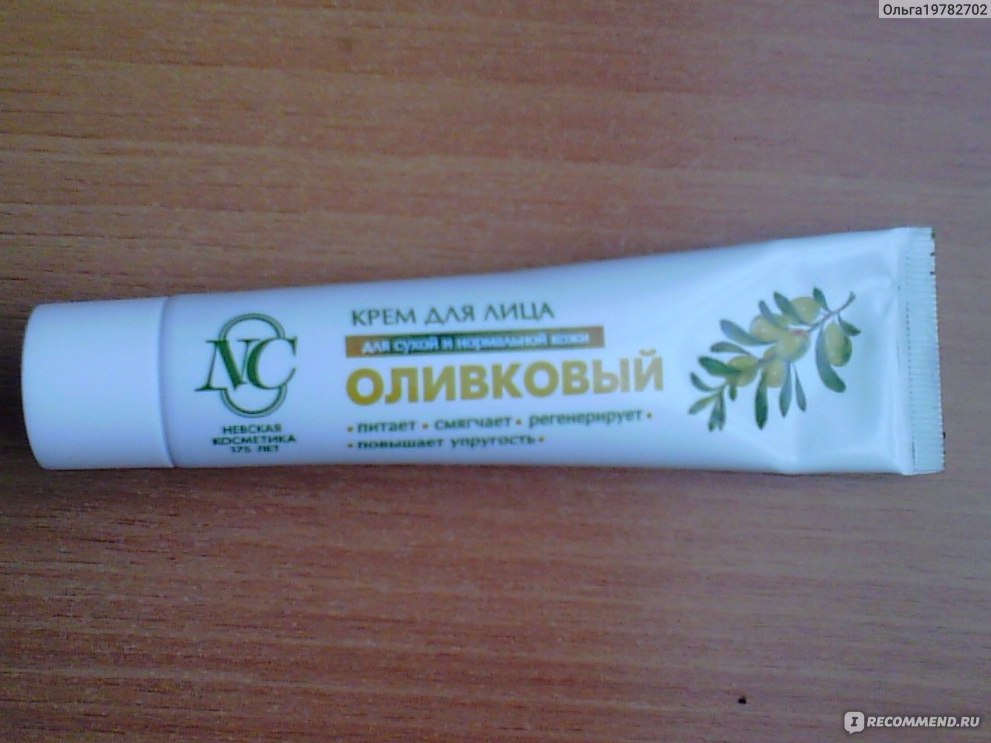 Ольга19782702
КРЕМ ДЛЯ ЛИЦА
для сухой и нормальной кожи
ОЛИВКОВЫЙ
• питает • смягчает • регенерирует •
• повышает упругость •
NC
НЕВСКАЯ
КОСМЕТИКА
175 ЛЕТ
IRECOMMEND.RU